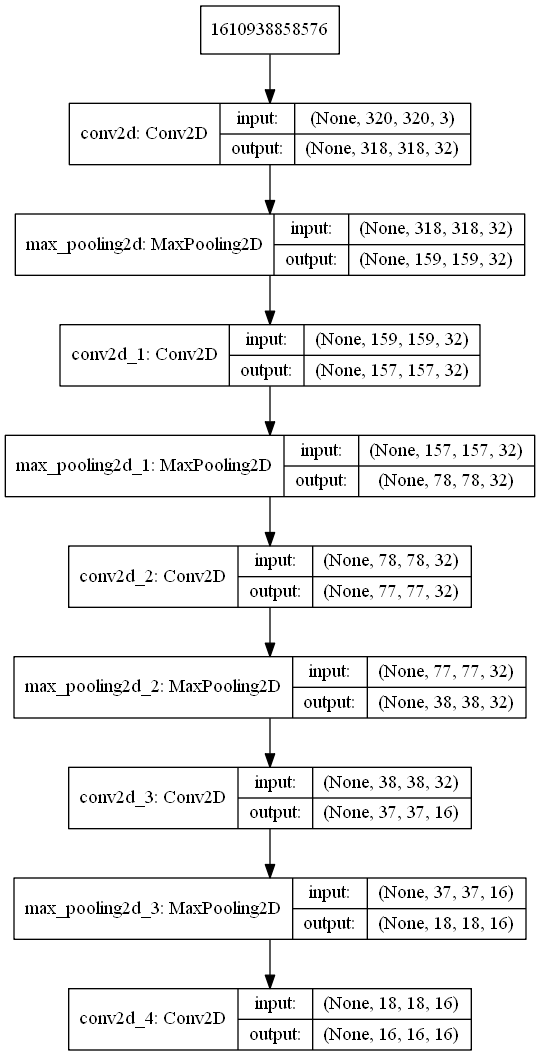 1610938858576
conv2d: Conv2D
input:
(None, 320, 320, 3)
output:
(None, 318, 318, 32)
max_pooling2d: MaxPooling2D
input:
(None, 318, 318, 32)
output:
(None, 159, 159, 32)
conv2d_1: Conv2D
input:
(None, 159, 159, 32)
output:
(None, 157, 157, 32)
max_pooling2d_1: MaxPooling2D
input:
(None, 157, 157, 32)
output:
(None, 78, 78, 32)
conv2d_2: Conv2D
input:
(None, 78, 78, 32)
output:
(None, 77, 77, 32)
max_pooling2d_2: MaxPooling2D
input:
(None, 77, 77, 32)
output:
(None, 38, 38, 32)
conv2d_3: Conv2D
input:
(None, 38, 38, 32)
output:
(None, 37, 37, 16)
max_pooling2d_3: MaxPooling2D
input:
(None, 37, 37, 16)
output:
(None, 18, 18, 16)
conv2d_4: Conv2D
input:
(None, 18, 18, 16)
output:
(None, 16, 16, 16)